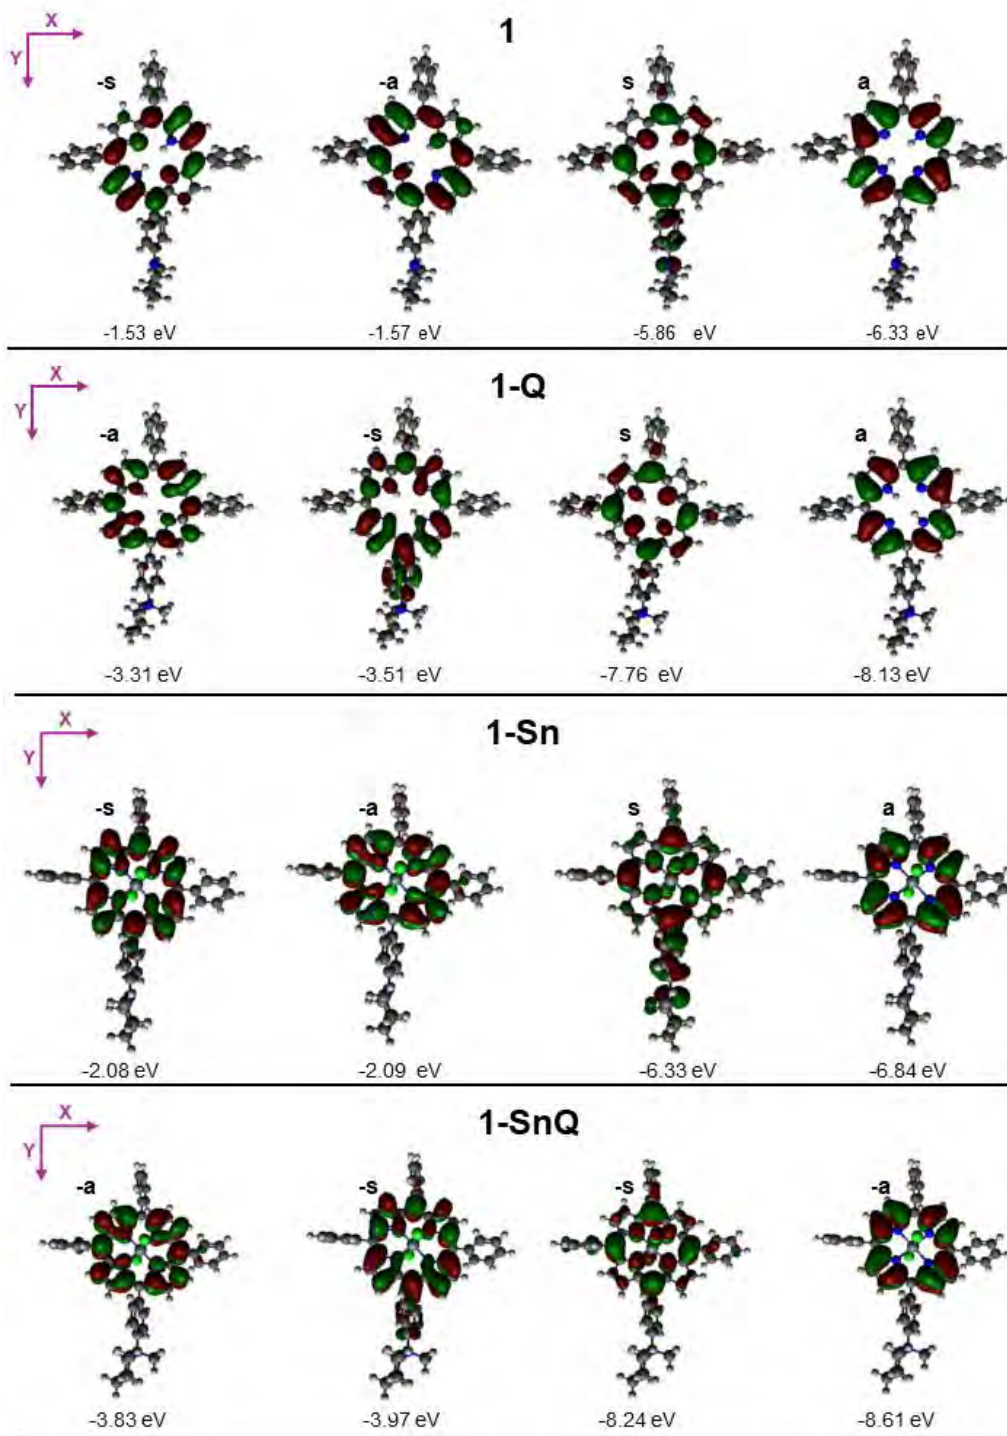 1
X
Y
-s -a s a
-1.53 eV -1.57 eV -5.86 eV -6.33 eV
1-Q
X
Y
-a -s s a
-3.31 eV -3.51 eV -7.76 eV -8.13 eV
1-Sn
X
Y
-s -a s a
-2.08 eV -2.09 eV -6.33 eV -6.84 eV
1-SnQ
X
Y
-a -s -s -a
-3.83 eV -3.97 eV -8.24 eV -8.61 eV